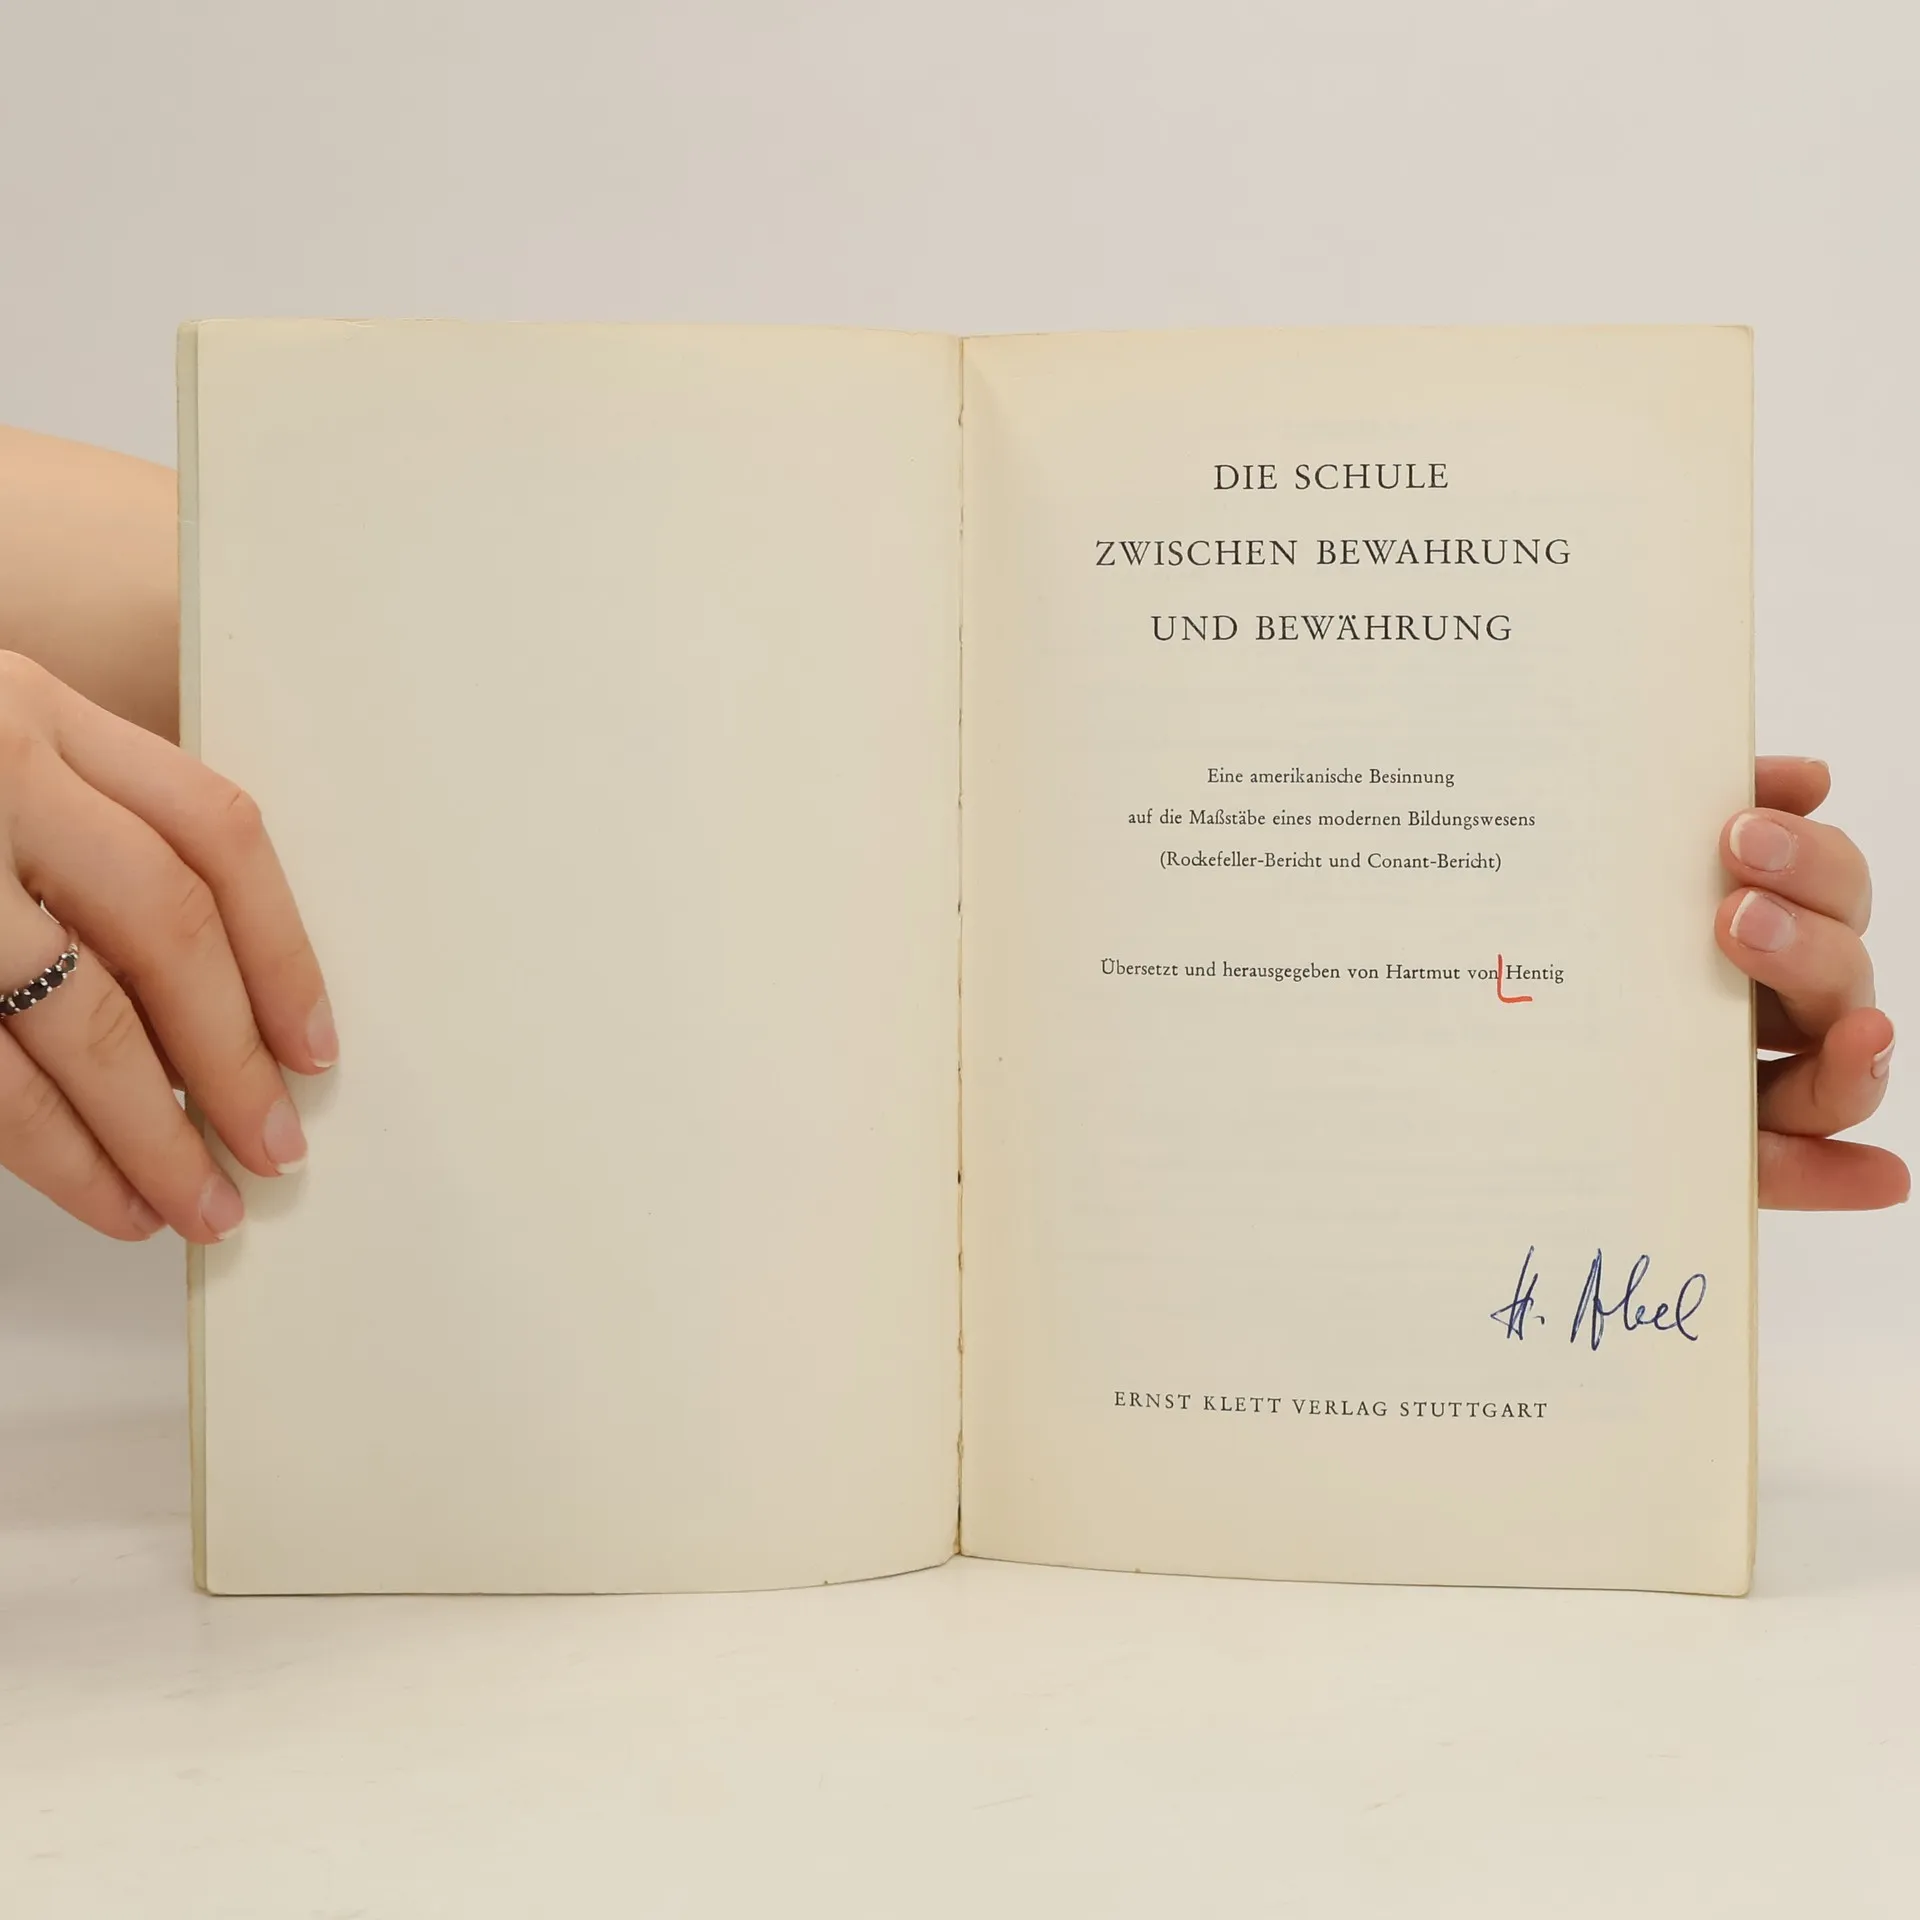 DIE SCHULE
ZWISCHEN BEWAHRUNG
UND BEWÄHRUNG
Eine amerikanische Besinnung
auf die Maßstäbe eines modernen Bildungswesens
(Rockefeller-Bericht und Conant-Bericht)
Übersetzt und herausgegeben von Hartmut von Hentig
H. Abel
ERNST KLETT VERLAG STUTTGART